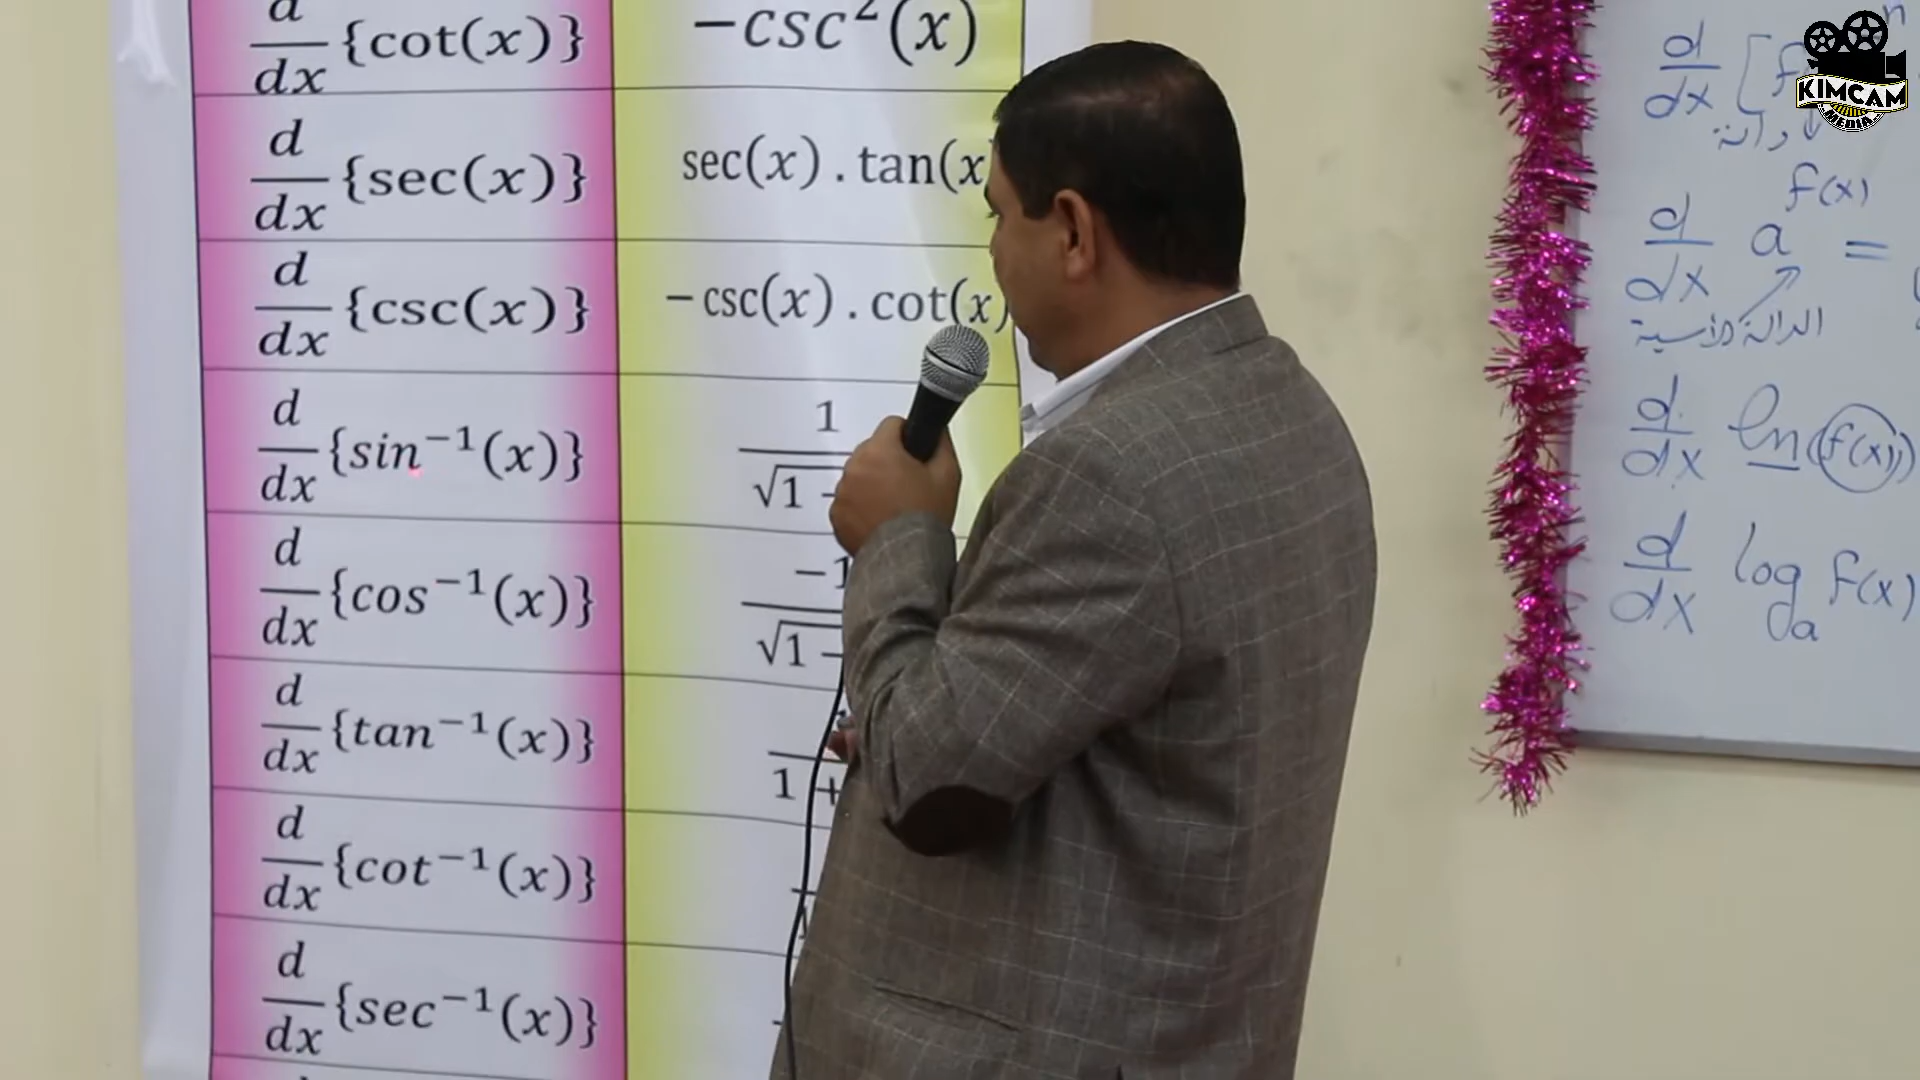 d/dx {cot(x)} −csc²(x)
d/dx {sec(x)} sec(x) . tan(x
d/dx {csc(x)} −csc(x) . cot(x)
d/dx {sin⁻¹(x)} 1/√1 −
d/dx {cos⁻¹(x)} −1/√1 −
d/dx {tan⁻¹(x)} 1 +
d/dx {cot⁻¹(x)}
d/dx {sec⁻¹(x)}
KIMCAM
MEDIA
d/dx [f
دالة
d/dx a^f(x) =
الدالة الأسية
d/dx ln(f(x))
d/dx logₐ f(x)